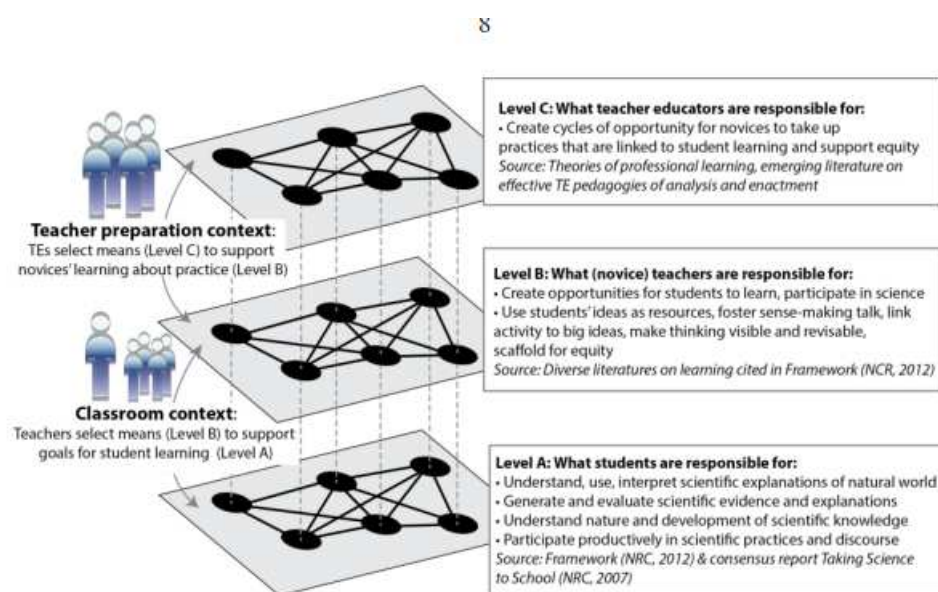 8
Level C: What teacher educators are responsible for:
• Create cycles of opportunity for novices to take up
practices that are linked to student learning and support equity
Source: Theories of professional learning, emerging literature on
effective TE pedagogies of analysis and enactment
Teacher preparation context:
TEs select means (Level C) to support
novices' learning about practice (Level B)
Level B: What (novice) teachers are responsible for:
• Create opportunities for students to learn, participate in science
• Use students' ideas as resources, foster sense-making talk, link
activity to big ideas, make thinking visible and revisable,
scaffold for equity
Source: Diverse literatures on learning cited in Framework (NCR, 2012)
Classroom context:
Teachers select means (Level B) to support
goals for student learning (Level A)
Level A: What students are responsible for:
• Understand, use, interpret scientific explanations of natural world
• Generate and evaluate scientific evidence and explanations
• Understand nature and development of scientific knowledge
• Participate productively in scientific practices and discourse
Source: Framework (NRC, 2012) & consensus report Taking Science
to School (NRC, 2007)